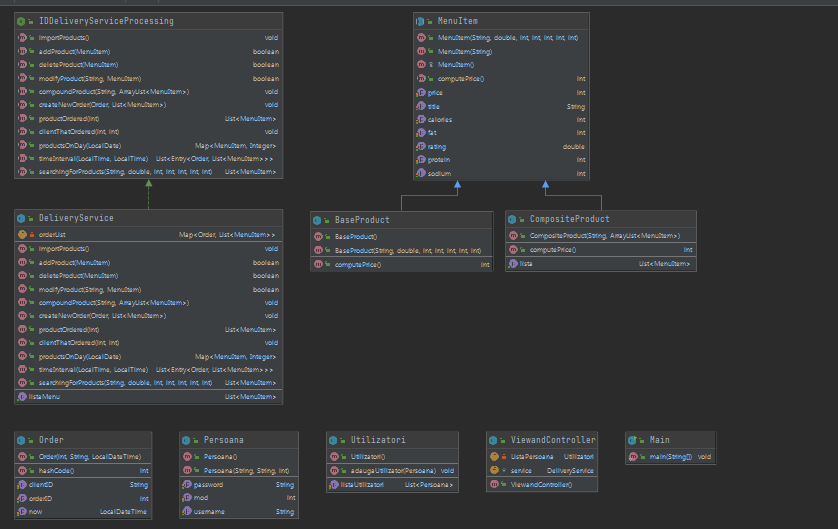 IDDeliveryServiceProcessing
importProducts() void
addProduct(MenuItem) boolean
deleteProduct(MenuItem) boolean
modifyProduct(String, MenuItem) boolean
compoundProduct(String, ArrayList<MenuItem>) void
createNewOrder(Order, List<MenuItem>) void
productOrdered(int) List<MenuItem>
clientThatOrdered(int, int) void
productsOnDay(LocalDate) Map<MenuItem, Integer>
timeInterval(LocalTime, LocalTime) List<Entry<Order, List<MenuItem>>>
searchingForProducts(String, double, int, int, int, int, int) List<MenuItem>
MenuItem
MenuItem(String, double, int, int, int, int, int)
MenuItem(String)
MenuItem()
computePrice() int
price int
title String
calories int
fat int
rating double
protein int
sodium int
DeliveryService
orderList Map<Order, List<MenuItem>>
importProducts() void
addProduct(MenuItem) boolean
deleteProduct(MenuItem) boolean
modifyProduct(String, MenuItem) boolean
compoundProduct(String, ArrayList<MenuItem>) void
createNewOrder(Order, List<MenuItem>) void
productOrdered(int) List<MenuItem>
clientThatOrdered(int, int) void
productsOnDay(LocalDate) Map<MenuItem, Integer>
timeInterval(LocalTime, LocalTime) List<Entry<Order, List<MenuItem>>>
searchingForProducts(String, double, int, int, int, int, int) List<MenuItem>
listaMenu List<MenuItem>
BaseProduct
BaseProduct()
BaseProduct(String, double, int, int, int, int, int)
computePrice() int
CompositeProduct
CompositeProduct(String, ArrayList<MenuItem>)
computePrice() int
lista List<MenuItem>
Order
Order(int, String, LocalDateTime)
hashCode() int
clientID String
orderID int
now LocalDateTime
Persoana
Persoana()
Persoana(String, String, int)
password String
mod int
username String
Utilizatori
Utilizatori()
adaugaUtilizator(Persoana) void
listaUtilizatori List<Persoana>
ViewandController
ListaPersoana Utilizatori
service DeliveryService
ViewandController()
Main
main(String[]) void